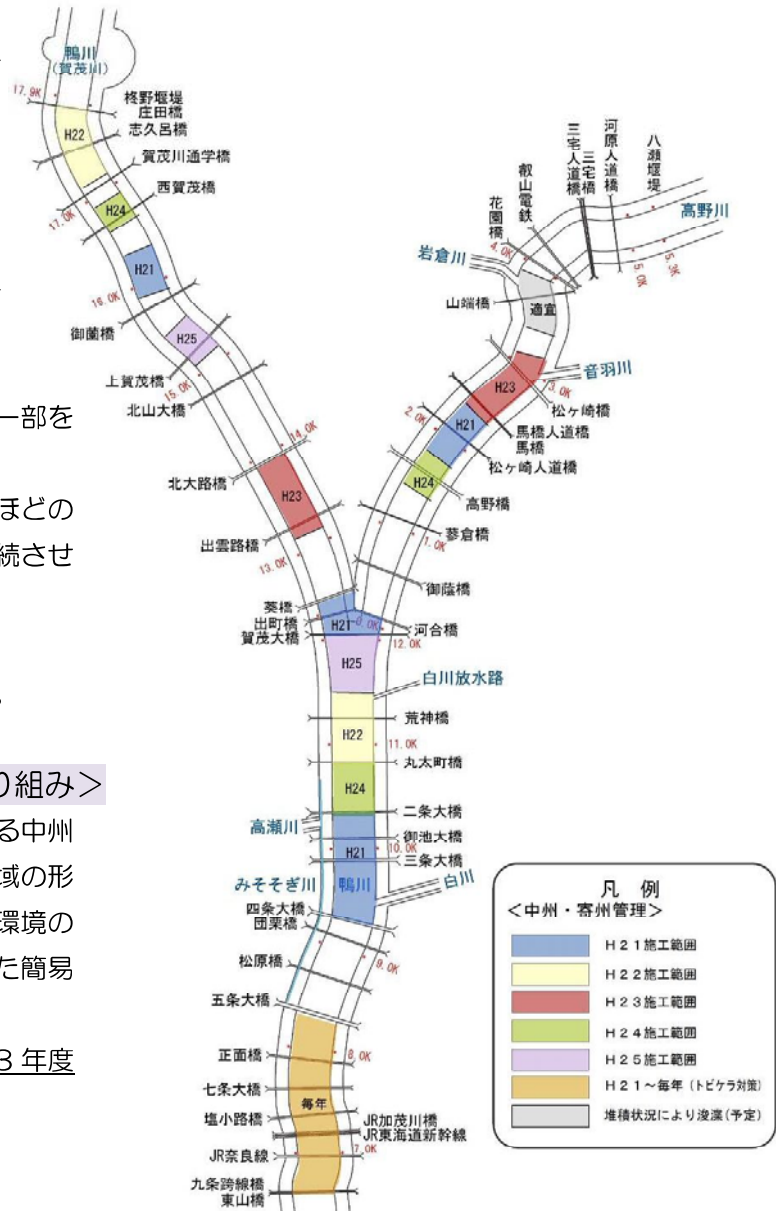 鴨川
(賀茂川)
17.9K
柊野堰堤
庄田橋
志久呂橋
H22
賀茂川通学橋
西賀茂橋
17.0K
H24
H21
16.0K
御薗橋
H25
上賀茂橋
15.0K
北山大橋
14.0K
北大路橋
H23
出雲路橋
13.0K
葵橋
出町橋
賀茂大橋
H21
0.0K
河合橋
12.0K
八瀬堰堤
河原人道橋
三宅橋
三宅人道橋
叡山電鉄
花園橋
高野川
5.3K
5.0K
4.0K
岩倉川
山端橋
適宜
音羽川
3.0K
H23
松ヶ崎橋
馬橋人道橋
馬橋
2.0K
H21
松ヶ崎人道橋
H24
高野橋
蓼倉橋
1.0K
御蔭橋
H25
白川放水路
荒神橋
H22
11.0K
丸太町橋
H24
二条大橋
高瀬川
御池大橋
10.0K
H21
三条大橋
みそそぎ川
鴨川
白川
四条大橋
団栗橋
9.0K
松原橋
五条大橋
正面橋
8.0K
七条大橋
毎年
塩小路橋
JR加茂川橋
JR東海道新幹線
JR奈良線
7.0K
九条跨線橋
東山橋
一部を
ほどの
続させ
り組み＞
る中州
域の形
環境の
た簡易
3年度
凡 例
＜中州・寄州管理＞
H21施工範囲
H22施工範囲
H23施工範囲
H24施工範囲
H25施工範囲
H21～毎年（トビケラ対策）
堆積状況により浚渫(予定)